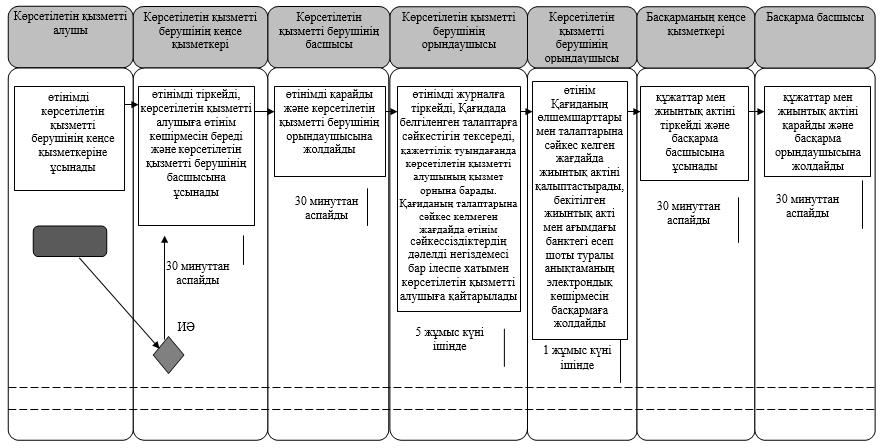 Көрсетілетін қызметті
алушы
Көрсетілетін қызметті
берушінің кеңсе
қызметкері
Көрсетілетін
қызмет берушінің
басшысы
Көрсетілетін қызметті
берушінің
орындаушысы
Көрсетілетін
қызметті
берушінің
орындаушысы
Басқарманың кеңсе
қызметкері
Басқарма басшысы
өтінімді
көрсетілетін
қызметті
берушінің кеңсе
қызметкеріне
ұсынады
өтінімді тіркейді,
көрсетілетін қызметті
алушыға өтінім
көшірмесін береді
және көрсетілетін
қызметті берушінің
басшысына
ұсынады
30 минуттан
аспайды
ИӘ
өтінімді қарайды
және көрсетілетін
қызметті берушінің
орындаушысына
жолдайды
30 минуттан
аспайды
өтінімді журналға
тіркейді, Қағидада
белгіленген талаптарға
сәйкестігін тексереді,
қажеттілік туындағанда
көрсетілетін қызметті
алушының қызмет
орнына барады.
Қағиданың талаптарына
сәйкес келмеген
жағдайда өтінім
сәйкессіздіктердің
дәлелді негіздемесі
бар ілеспе хатымен
көрсетілетін қызметті
алушыға қайтарылады
5 жұмыс күні
ішінде
өтінім
Қағиданың
өлшемшарттары
мен талаптарына
сәйкес келген
жағдайда
жиынтық актіні
қалыптастырады,
бекітілген
жиынтық акті
мен ағымдағы
банктегі есеп
шоты туралы
анықтаманың
электрондық
көшірмесін
басқармаға
жолдайды
1 жұмыс күні
ішінде
құжаттар мен
жиынтық актіні
тіркейді және
басқарма
басшысына
ұсынады
30 минуттан
аспайды
құжаттар мен
жиынтық актіні
қарайды және
басқарма
орындаушысына
жолдайды
30 минуттан
аспайды